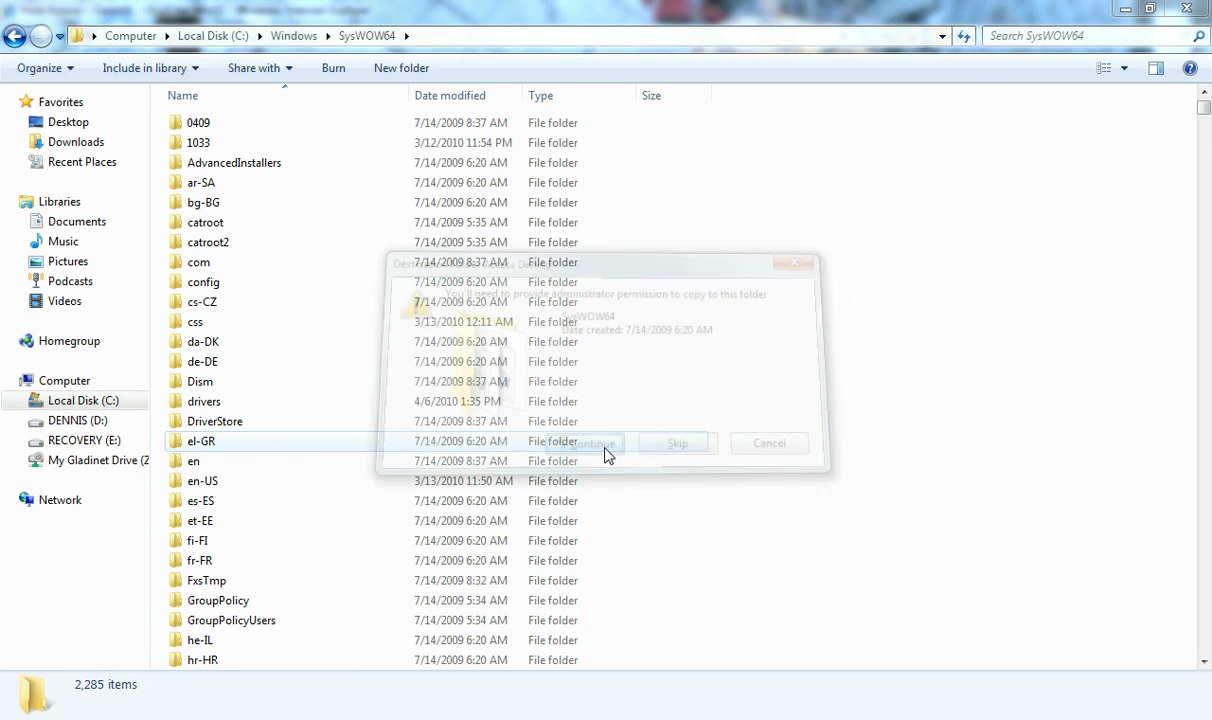 Computer Local Disk (C:) Windows SysWOW64 Search SysWOW64
Organize Include in library Share with Burn New folder
Name Date modified Type Size
Favorites
Desktop
Downloads
Recent Places
Libraries
Documents
Music
Pictures
Podcasts
Videos
Homegroup
Computer
Local Disk (C:)
DENNIS (D:)
RECOVERY (E:)
My Gladinet Drive (Z
Network
0409 7/14/2009 8:37 AM File folder
1033 3/12/2010 11:54 PM File folder
AdvancedInstallers 7/14/2009 6:20 AM File folder
ar-SA 7/14/2009 6:20 AM File folder
bg-BG 7/14/2009 6:20 AM File folder
catroot 7/14/2009 5:35 AM File folder
catroot2 7/14/2009 5:35 AM File folder
com 7/14/2009 8:37 AM File folder
config 7/14/2009 6:20 AM File folder
cs-CZ 7/14/2009 6:20 AM File folder
css 3/13/2010 12:11 AM File folder
da-DK 7/14/2009 6:20 AM File folder
de-DE 7/14/2009 6:20 AM File folder
Dism 7/14/2009 8:37 AM File folder
drivers 4/6/2010 1:35 PM File folder
DriverStore 7/14/2009 8:37 AM File folder
el-GR 7/14/2009 6:20 AM File folder
en 7/14/2009 8:37 AM File folder
en-US 3/13/2010 11:50 AM File folder
es-ES 7/14/2009 6:20 AM File folder
et-EE 7/14/2009 6:20 AM File folder
fi-FI 7/14/2009 6:20 AM File folder
fr-FR 7/14/2009 6:20 AM File folder
FxsTmp 7/14/2009 8:32 AM File folder
GroupPolicy 7/14/2009 5:34 AM File folder
GroupPolicyUsers 7/14/2009 5:34 AM File folder
he-IL 7/14/2009 6:20 AM File folder
hr-HR 7/14/2009 6:20 AM File folder
You'll need to provide administrator permission to copy to this folder
SysWOW64
Date created: 7/14/2009 6:20 AM
Continue Skip Cancel
2,285 items